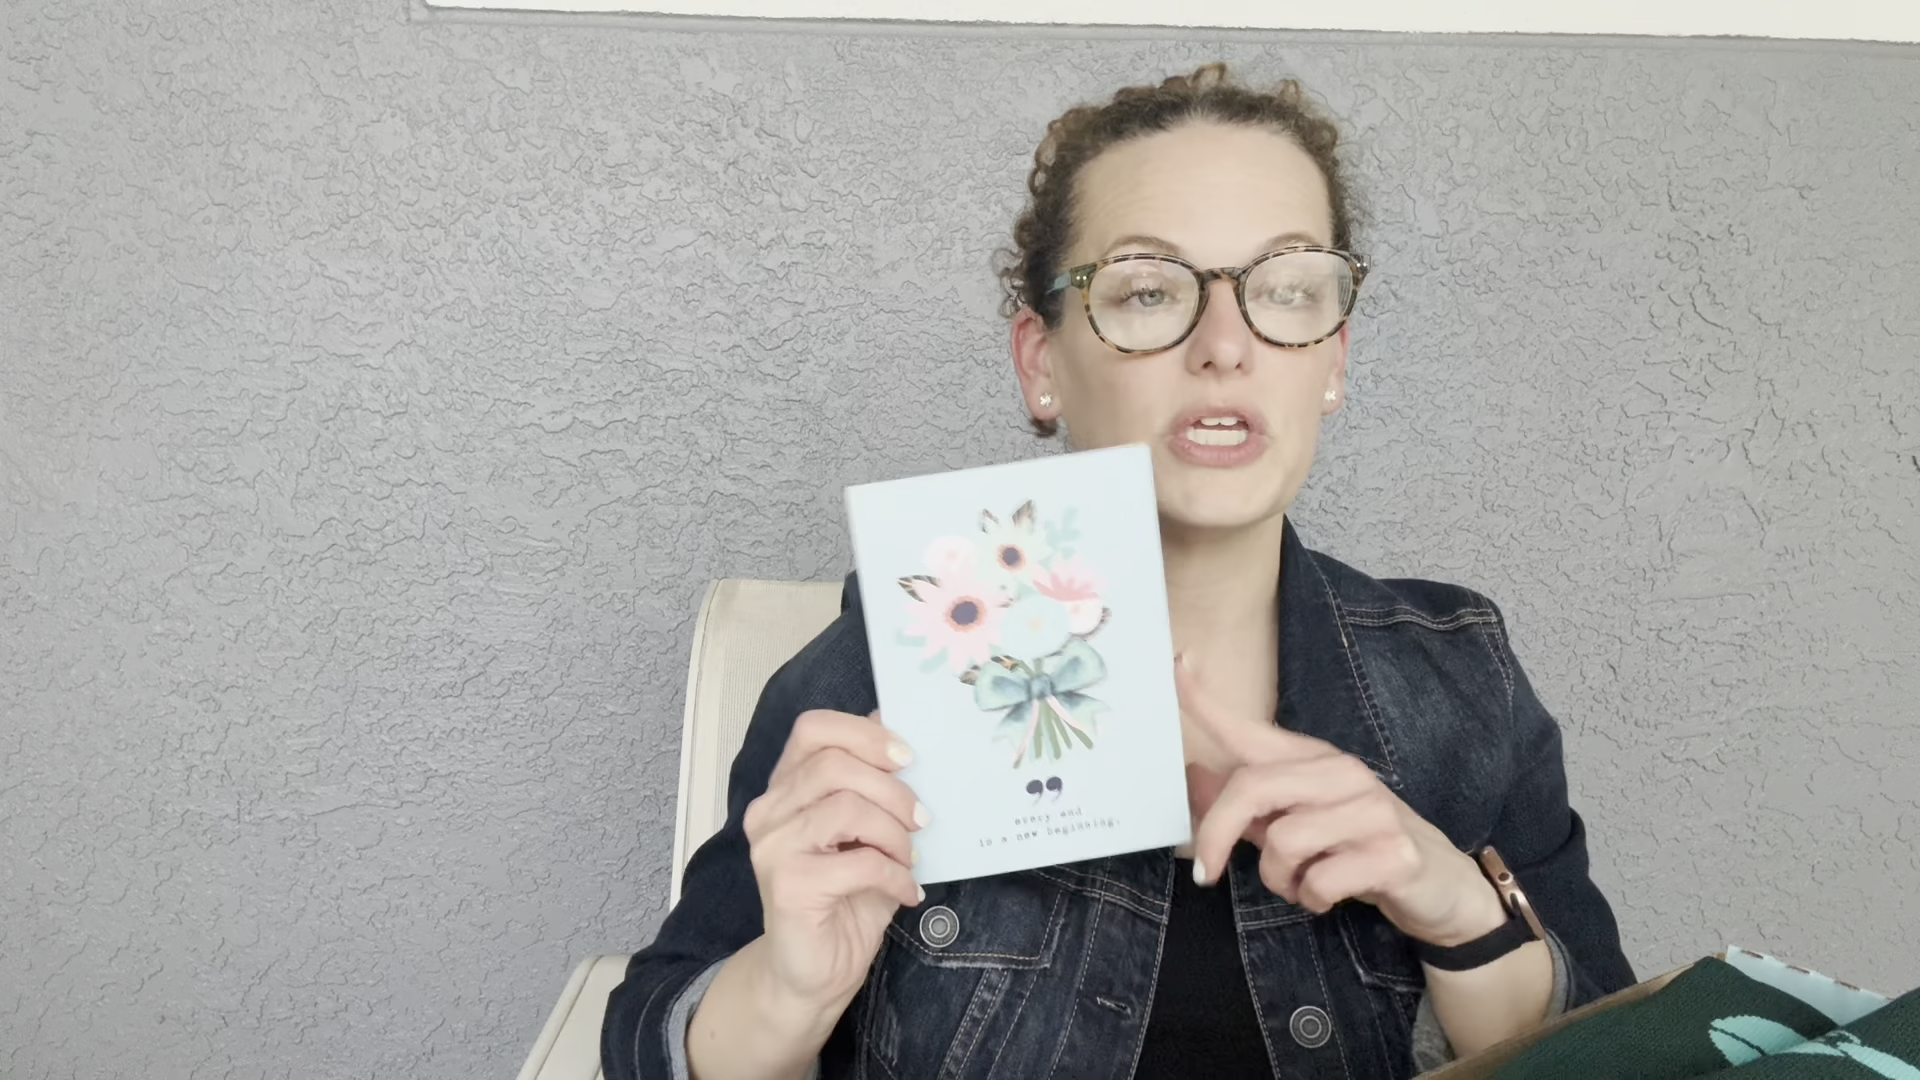 ❟❟
every end
is a new beginning.